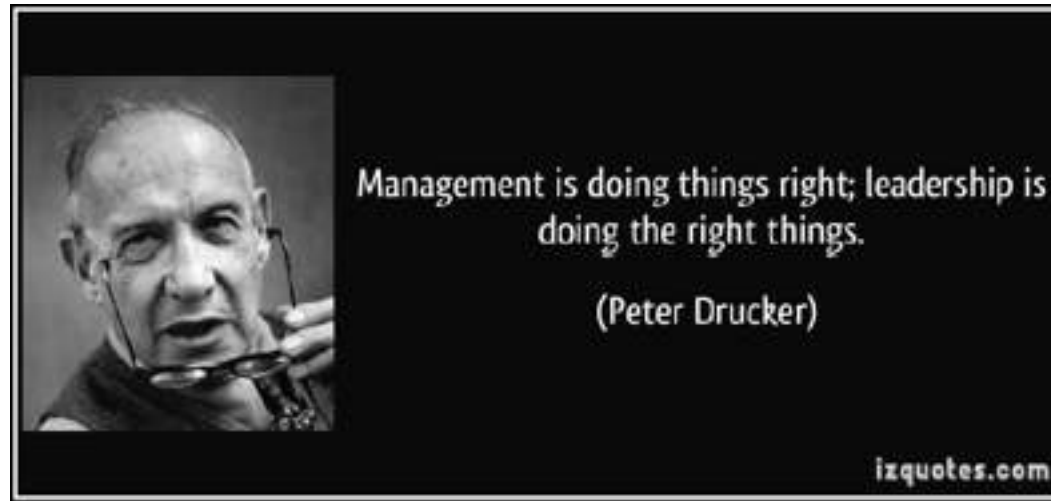 Management is doing things right; leadership is
doing the right things.
(Peter Drucker)
izquotes.com